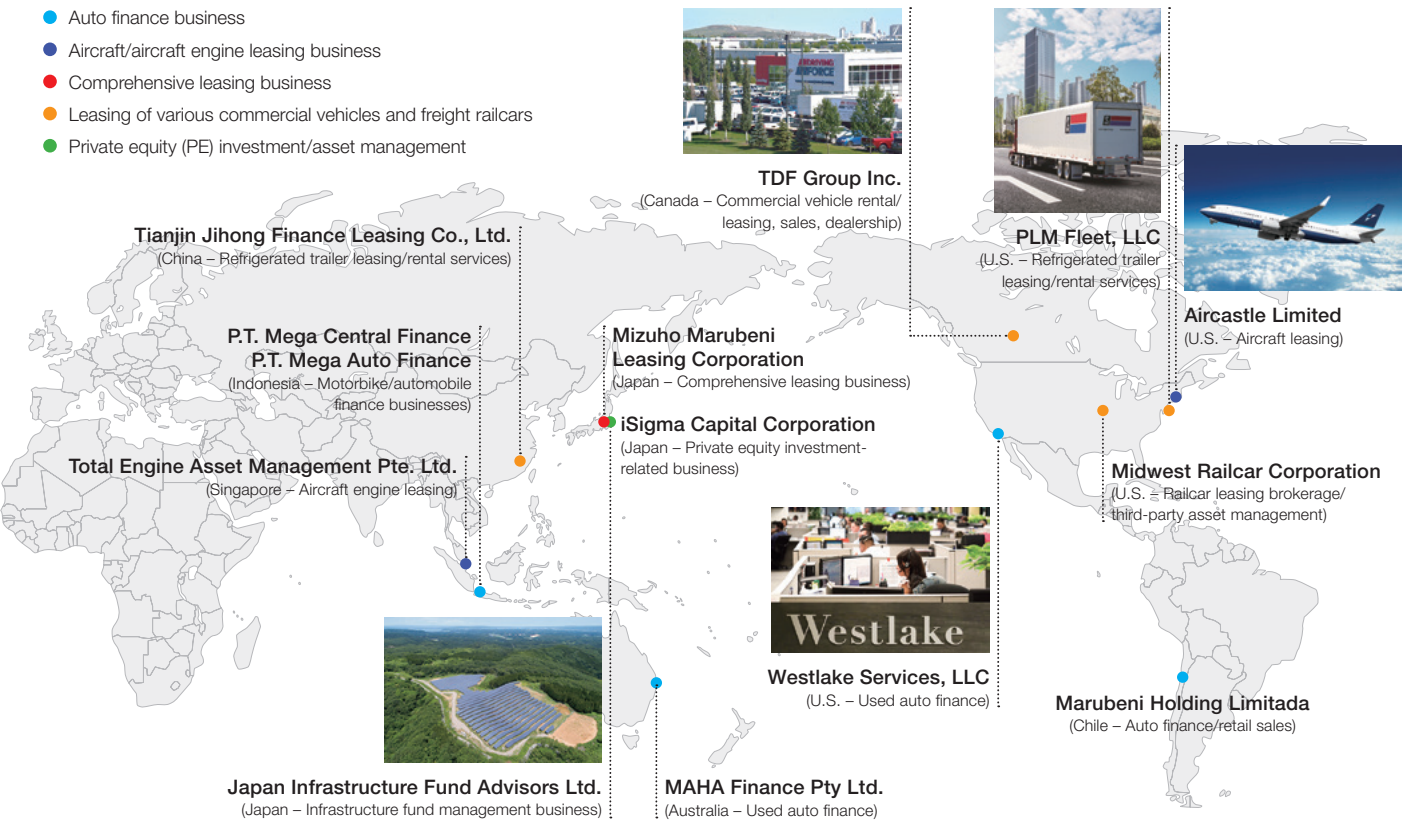 Auto finance business
Aircraft/aircraft engine leasing business
Comprehensive leasing business
Leasing of various commercial vehicles and freight railcars
Private equity (PE) investment/asset management
TDF Group Inc.
(Canada – Commercial vehicle rental/
leasing, sales, dealership)
PLM Fleet, LLC
(U.S. – Refrigerated trailer
leasing/rental services)
Aircastle Limited
(U.S. – Aircraft leasing)
Tianjin Jihong Finance Leasing Co., Ltd.
(China – Refrigerated trailer leasing/rental services)
P.T. Mega Central Finance
P.T. Mega Auto Finance
(Indonesia – Motorbike/automobile
finance businesses)
Mizuho Marubeni
Leasing Corporation
(Japan – Comprehensive leasing business)
iSigma Capital Corporation
(Japan – Private equity investment-
related business)
Total Engine Asset Management Pte. Ltd.
(Singapore – Aircraft engine leasing)
Midwest Railcar Corporation
(U.S. – Railcar leasing brokerage/
third-party asset management)
Westlake
Westlake Services, LLC
(U.S. – Used auto finance)
Marubeni Holding Limitada
(Chile – Auto finance/retail sales)
Japan Infrastructure Fund Advisors Ltd.
(Japan – Infrastructure fund management business)
MAHA Finance Pty Ltd.
(Australia – Used auto finance)